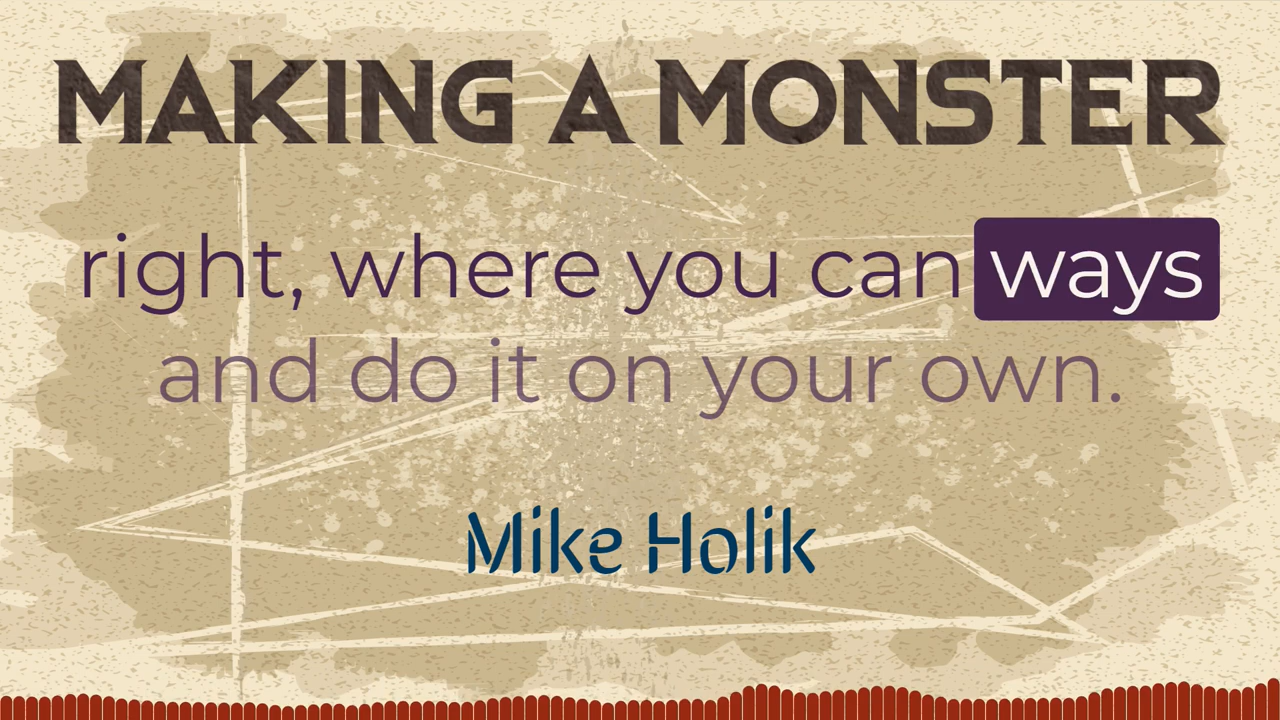 MAKING A MONSTER
right, where you can ways
and do it on your own.
Mike Holik